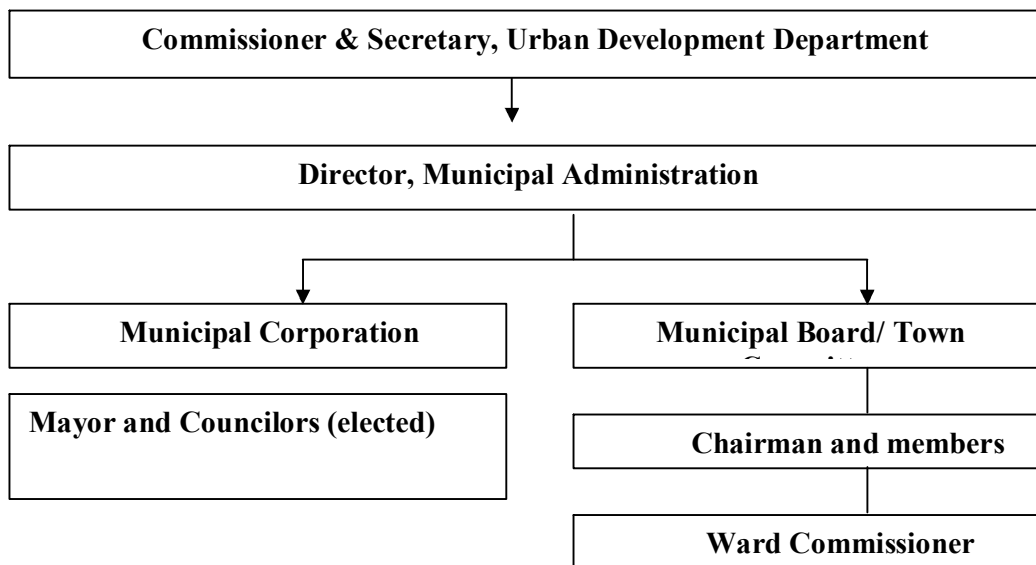 Commissioner & Secretary, Urban Development Department
Director, Municipal Administration
Municipal Corporation
Municipal Board/ Town
Mayor and Councilors (elected)
Chairman and members
Ward Commissioner